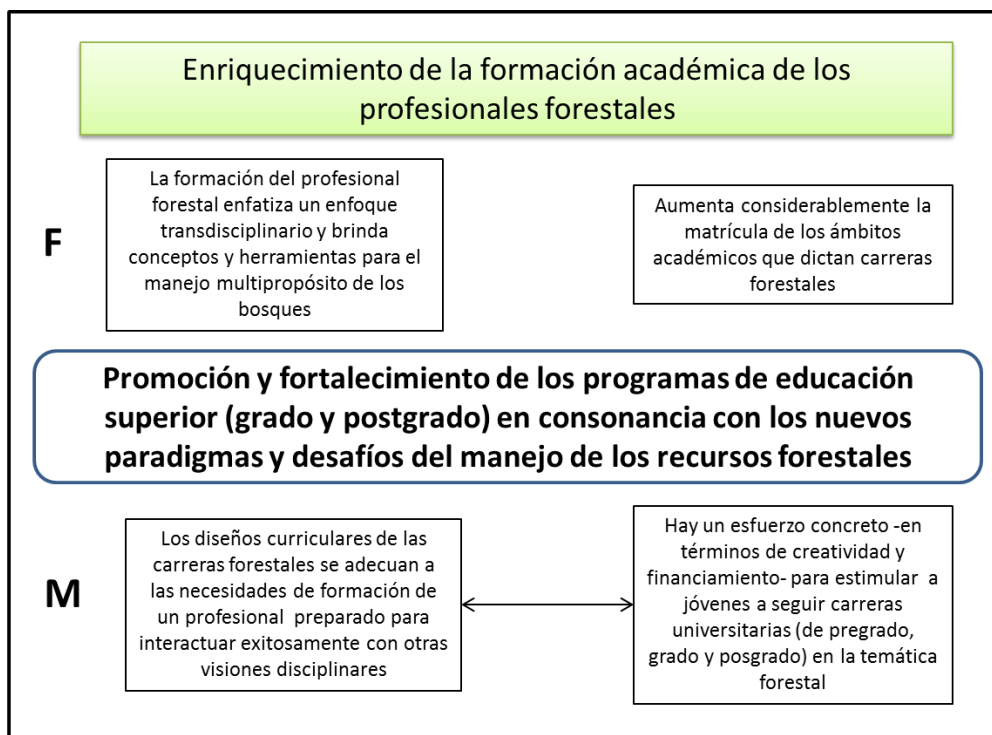 Enriquecimiento de la formación académica de los
profesionales forestales
F
La formación del profesional
forestal enfatiza un enfoque
transdisciplinario y brinda
conceptos y herramientas para el
manejo multipropósito de los
bosques
Aumenta considerablemente la
matrícula de los ámbitos
académicos que dictan carreras
forestales
Promoción y fortalecimiento de los programas de educación
superior (grado y postgrado) en consonancia con los nuevos
paradigmas y desafíos del manejo de los recursos forestales
M
Los diseños curriculares de las
carreras forestales se adecuan a
las necesidades de formación de
un profesional preparado para
interactuar exitosamente con otras
visiones disciplinares
Hay un esfuerzo concreto -en
términos de creatividad y
financiamiento- para estimular a
jóvenes a seguir carreras
universitarias (de pregrado,
grado y posgrado) en la temática
forestal